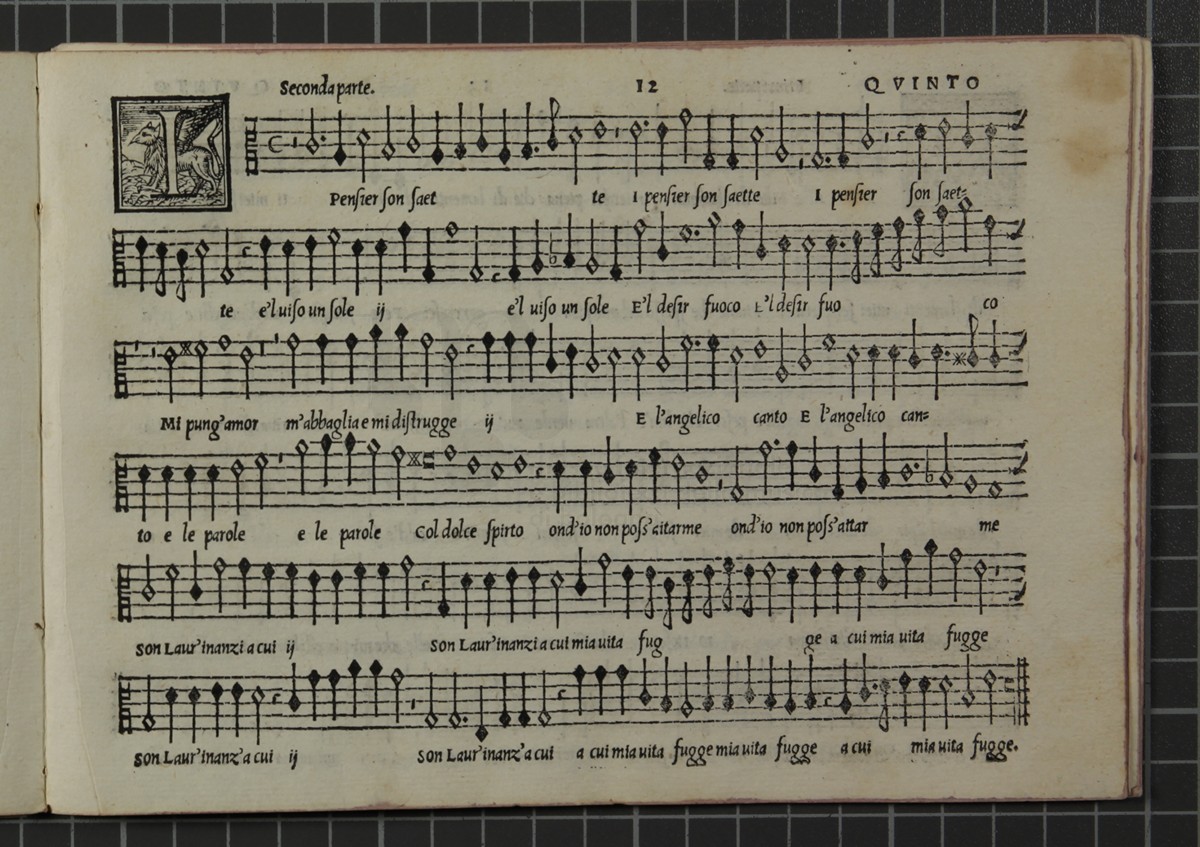 Seconda parte. 12 QVINTO
I Pensier son saet te I pensier son saette I pensier son saet=
te e'l uiso un sole ij e'l uiso un sole E'l desir fuoco E'l desir fuo co
Mi pung'amor m'abbaglia e mi distrugge ij E l'angelico canto E l'angelico can=
to e le parole e le parole Col dolce spirto ond'io non poss'aitarme ond'io non poss'aitar me
son Laur'inanzi a cui ij son Laur'inanzi a cui mia uita fug ge a cui mia uita fugge
son Laur'inanz'a cui ij son Laur'inanz'a cui a cui mia uita fugge mia uita fugge a cui mia uita fugge.